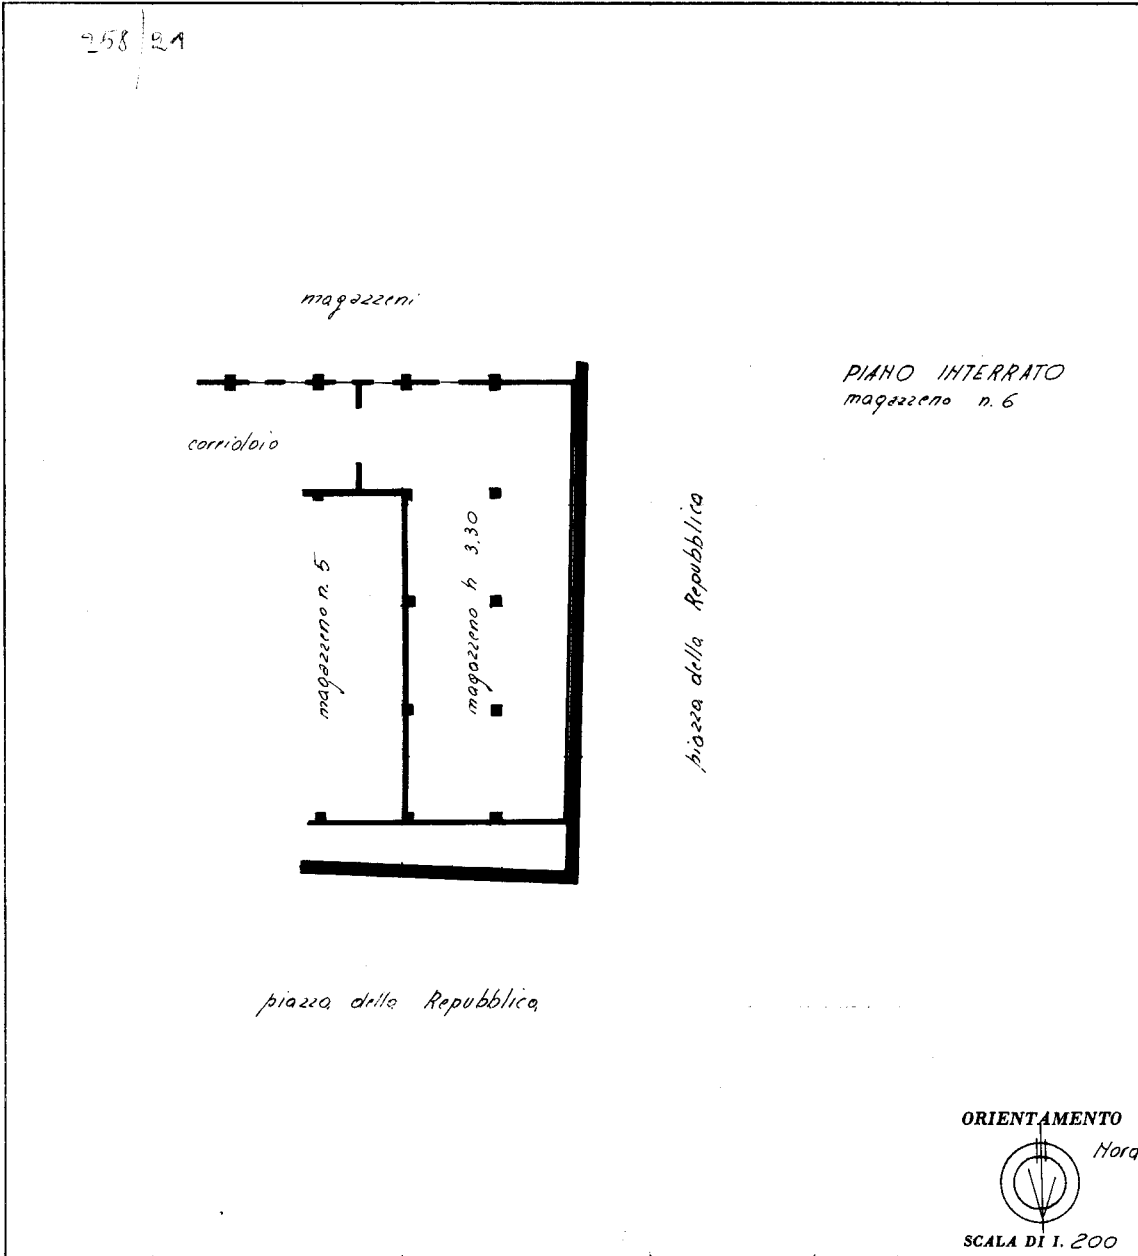 258/21
magazzeni
PIANO INTERRATO
magazzeno n. 6
corridoio
magazzeno n. 5
magazzeno h 3,30
piazza della Repubblica
piazza della Repubblica
ORIENTAMENTO
Nord
SCALA DI 1. 200